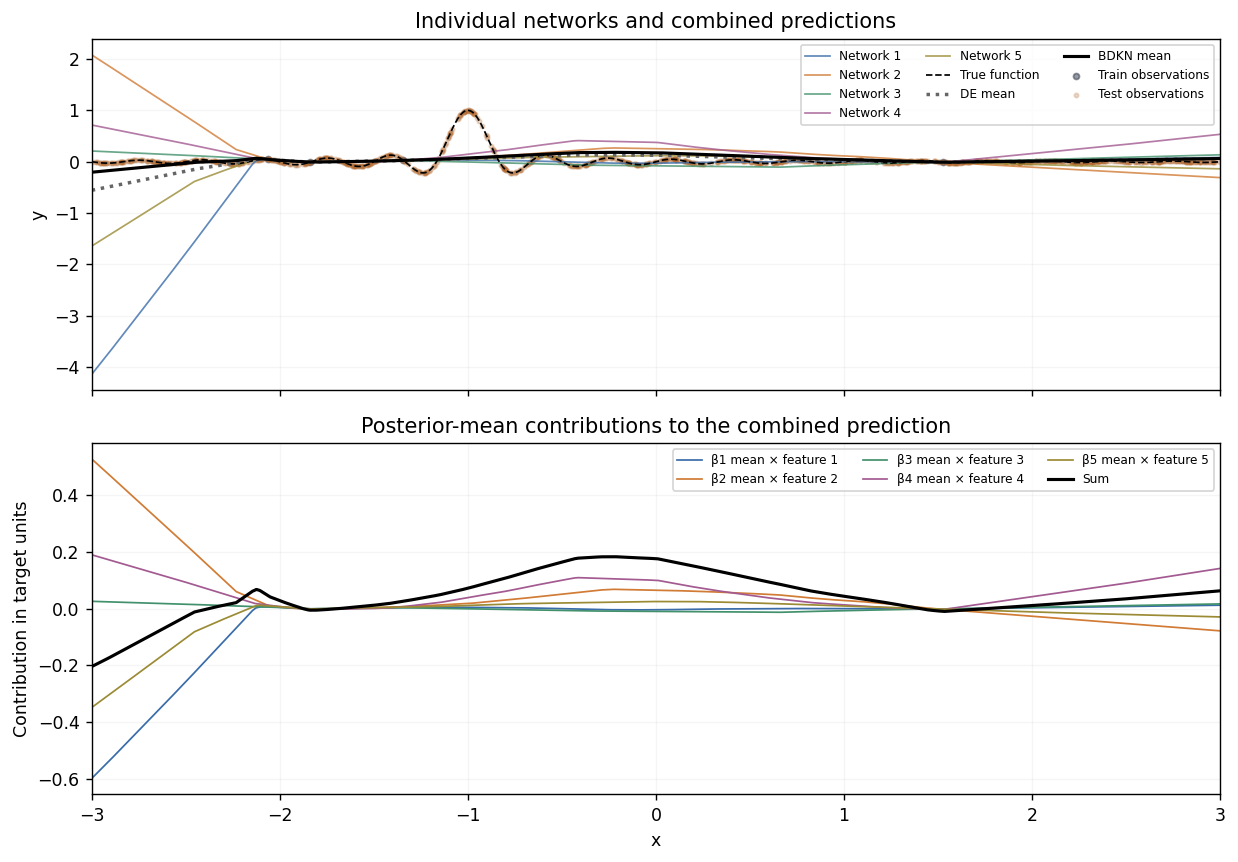 Individual networks and combined predictions
Network 1
Network 2
Network 3
Network 4
Network 5
True function
DE mean
BDKN mean
Train observations
Test observations
2
1
0
−1
−2
−3
−4
y
Posterior-mean contributions to the combined prediction
β1 mean × feature 1
β2 mean × feature 2
β3 mean × feature 3
β4 mean × feature 4
β5 mean × feature 5
Sum
0.4
0.2
0.0
−0.2
−0.4
−0.6
Contribution in target units
−3 −2 −1 0 1 2 3
x